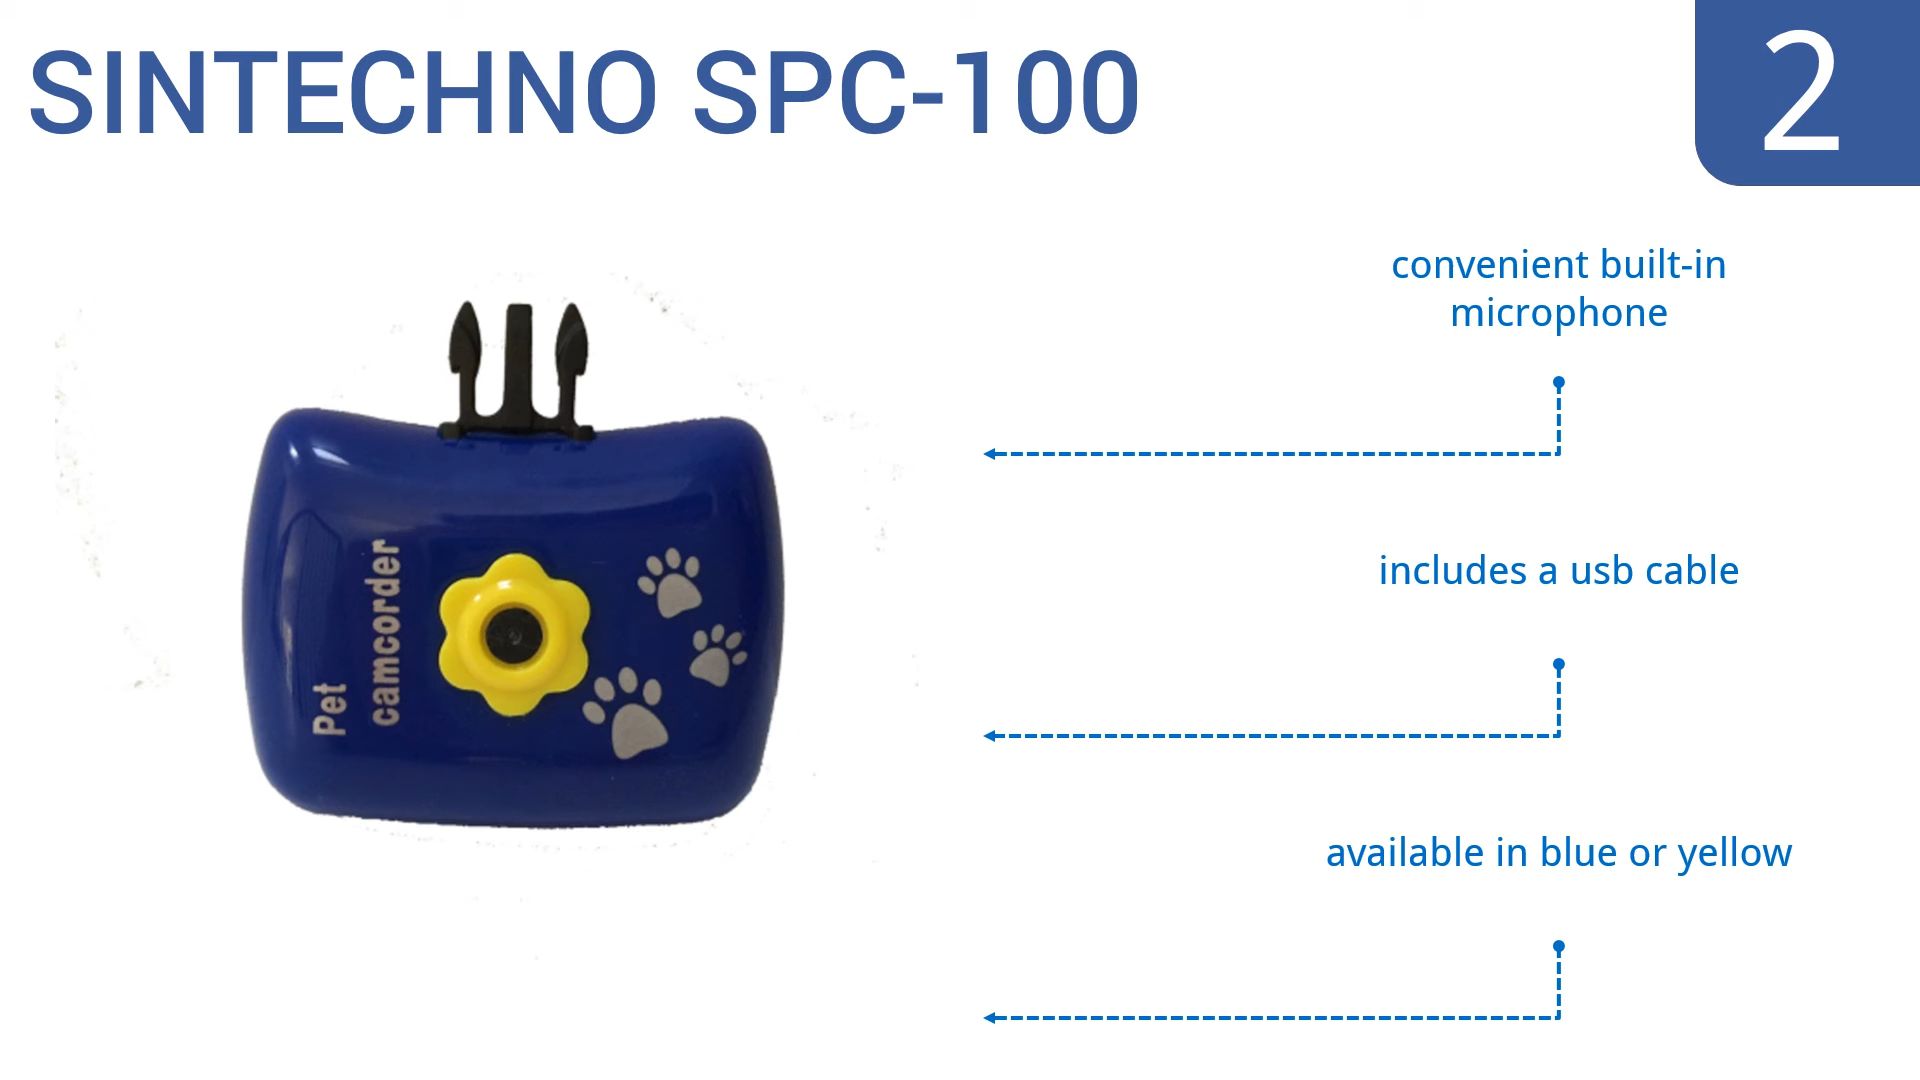 SINTECHNO SPC-100
2
convenient built-in
microphone
includes a usb cable
available in blue or yellow
Pet
camcorder